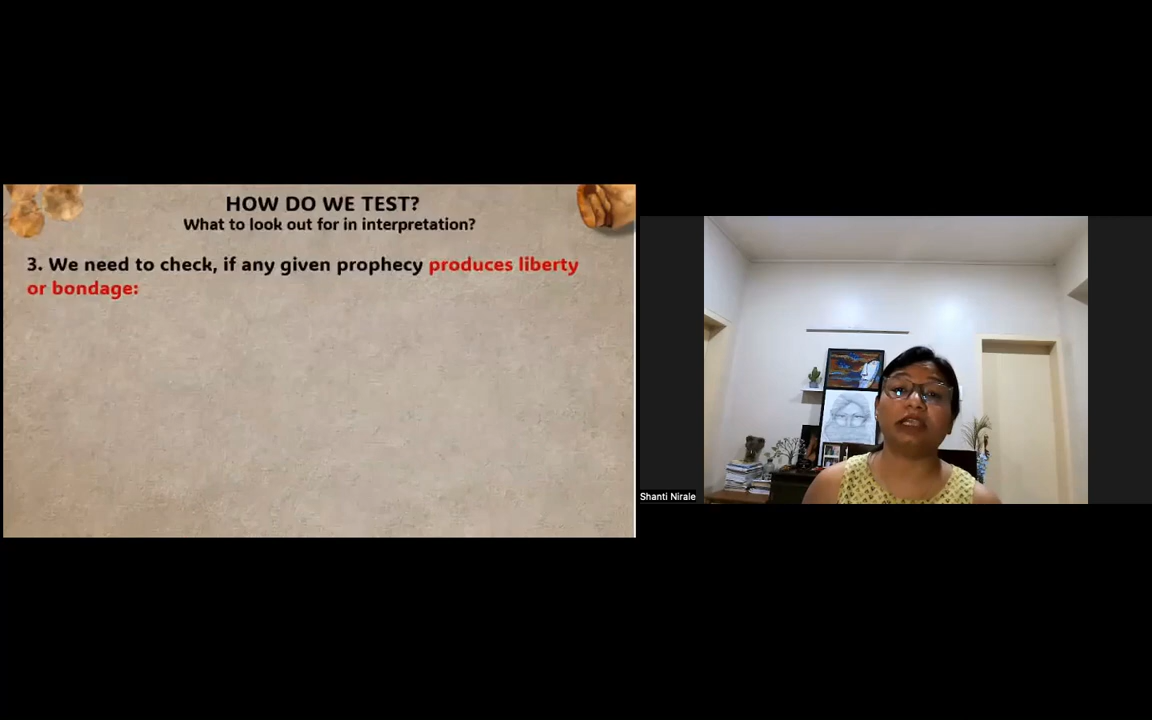 HOW DO WE TEST?
What to look out for in interpretation?
3. We need to check, if any given prophecy produces liberty
or bondage:
Shanti Nirale